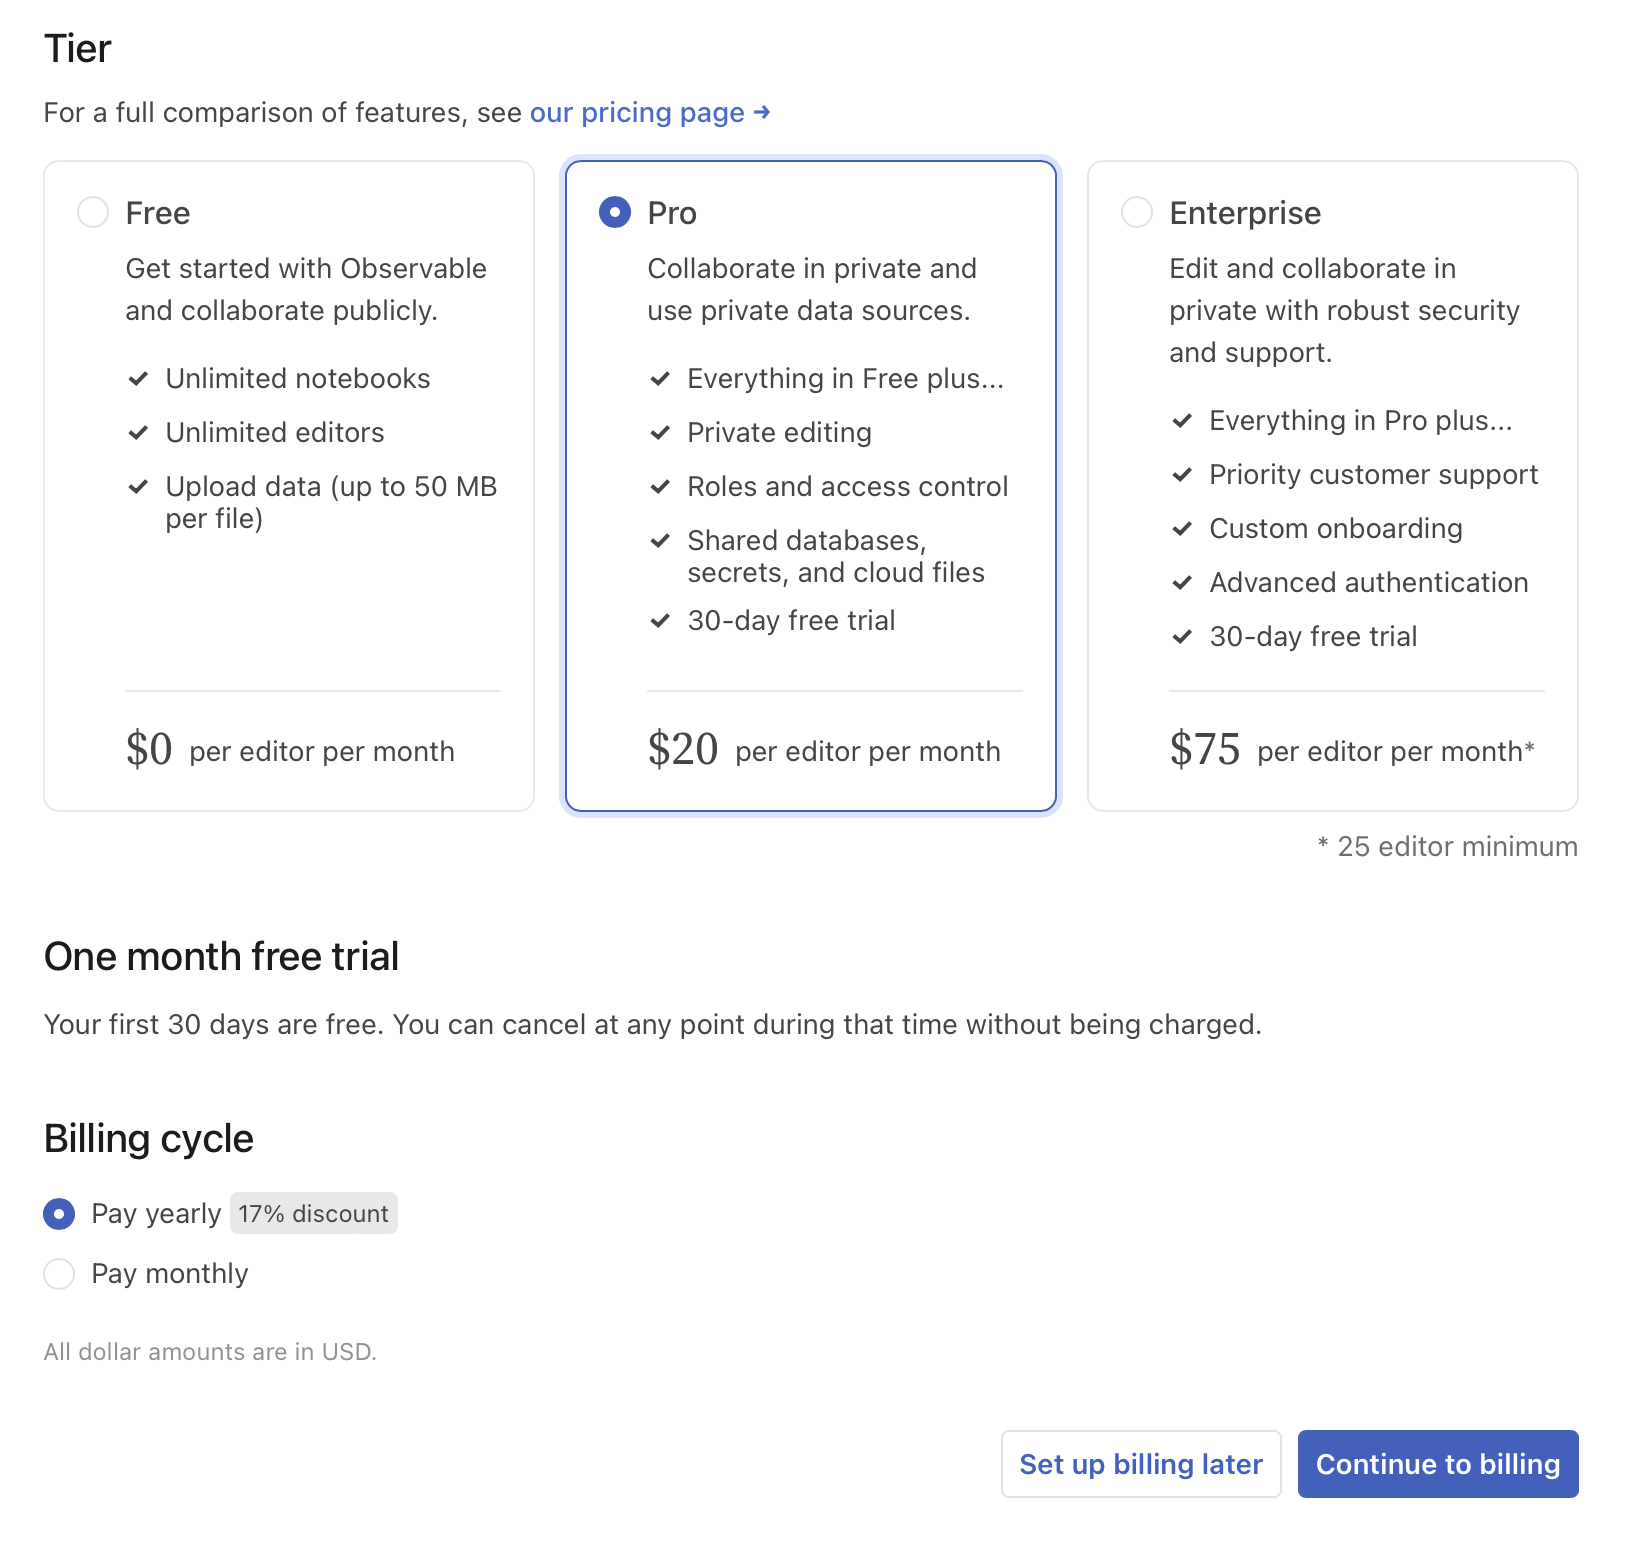 Tier
For a full comparison of features, see our pricing page →
Free
Get started with Observable
and collaborate publicly.
✓ Unlimited notebooks
✓ Unlimited editors
✓ Upload data (up to 50 MB
per file)
$0 per editor per month
Pro
Collaborate in private and
use private data sources.
✓ Everything in Free plus...
✓ Private editing
✓ Roles and access control
✓ Shared databases,
secrets, and cloud files
✓ 30-day free trial
$20 per editor per month
Enterprise
Edit and collaborate in
private with robust security
and support.
✓ Everything in Pro plus...
✓ Priority customer support
✓ Custom onboarding
✓ Advanced authentication
✓ 30-day free trial
$75 per editor per month*
* 25 editor minimum
One month free trial
Your first 30 days are free. You can cancel at any point during that time without being charged.
Billing cycle
Pay yearly 17% discount
Pay monthly
All dollar amounts are in USD.
Set up billing later
Continue to billing